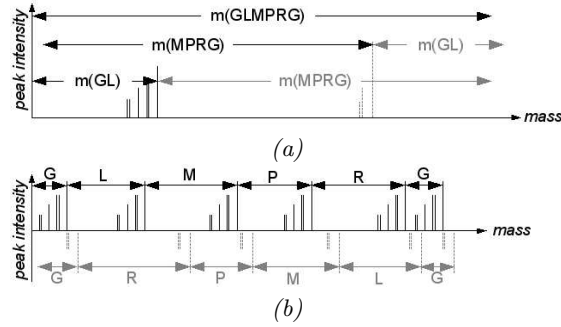 m(GLMPRG)
m(MPRG) m(GL)
m(GL) m(MPRG)
peak intensity
mass
(a)
G L M P R G
peak intensity
mass
G R P M L G
(b)